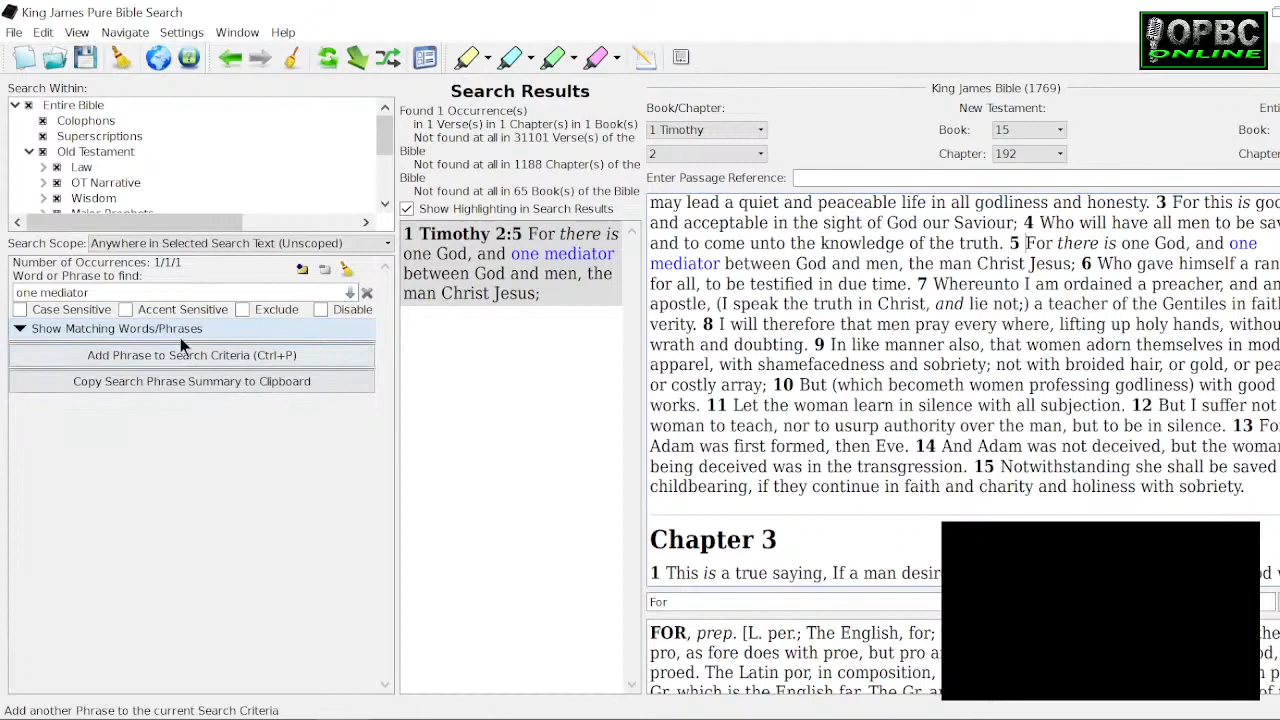 King James Pure Bible Search
File Edit View Navigate Settings Window Help
OPBC
ONLINE
Search Within:
Entire Bible
Colophons
Superscriptions
Old Testament
Law
OT Narrative
Wisdom
Major Prophets
Search Scope: Anywhere in Selected Search Text (Unscoped)
Number of Occurrences: 1/1/1
Word or Phrase to find:
one mediator
Case Sensitive Accent Sensitive Exclude Disable
Show Matching Words/Phrases
Add Phrase to Search Criteria (Ctrl+P)
Copy Search Phrase Summary to Clipboard
Search Results
Found 1 Occurrence(s)
in 1 Verse(s) in 1 Chapter(s) in 1 Book(s)
Not found at all in 31101 Verse(s) of the
Bible
Not found at all in 1188 Chapter(s) of the
Bible
Not found at all in 65 Book(s) of the Bible
Show Highlighting in Search Results
1 Timothy 2:5 For there is
one God, and one mediator
between God and men, the
man Christ Jesus;
King James Bible (1769)
Book/Chapter: New Testament: Enti
1 Timothy Book: 15 Book:
2 Chapter: 192 Chapte
Enter Passage Reference:
may lead a quiet and peaceable life in all godliness and honesty. 3 For this is goo
and acceptable in the sight of God our Saviour; 4 Who will have all men to be sav
and to come unto the knowledge of the truth. 5 For there is one God, and one
mediator between God and men, the man Christ Jesus; 6 Who gave himself a ran
for all, to be testified in due time. 7 Whereunto I am ordained a preacher, and an
apostle, (I speak the truth in Christ, and lie not;) a teacher of the Gentiles in faith
verity. 8 I will therefore that men pray every where, lifting up holy hands, withou
wrath and doubting. 9 In like manner also, that women adorn themselves in mod
apparel, with shamefacedness and sobriety; not with broided hair, or gold, or pea
or costly array; 10 But (which becometh women professing godliness) with good
works. 11 Let the woman learn in silence with all subjection. 12 But I suffer not
woman to teach, nor to usurp authority over the man, but to be in silence. 13 Fo
Adam was first formed, then Eve. 14 And Adam was not deceived, but the woma
being deceived was in the transgression. 15 Notwithstanding she shall be saved
childbearing, if they continue in faith and charity and holiness with sobriety.
Chapter 3
1 This is a true saying, If a man desir
For
FOR, prep. [L. per.; The English, for; the
pro, as fore does with proe, but pro a
proed. The Latin por, in composition,
Gr. which is the English far. The Gr. a of
Add another Phrase to the current Search Criteria